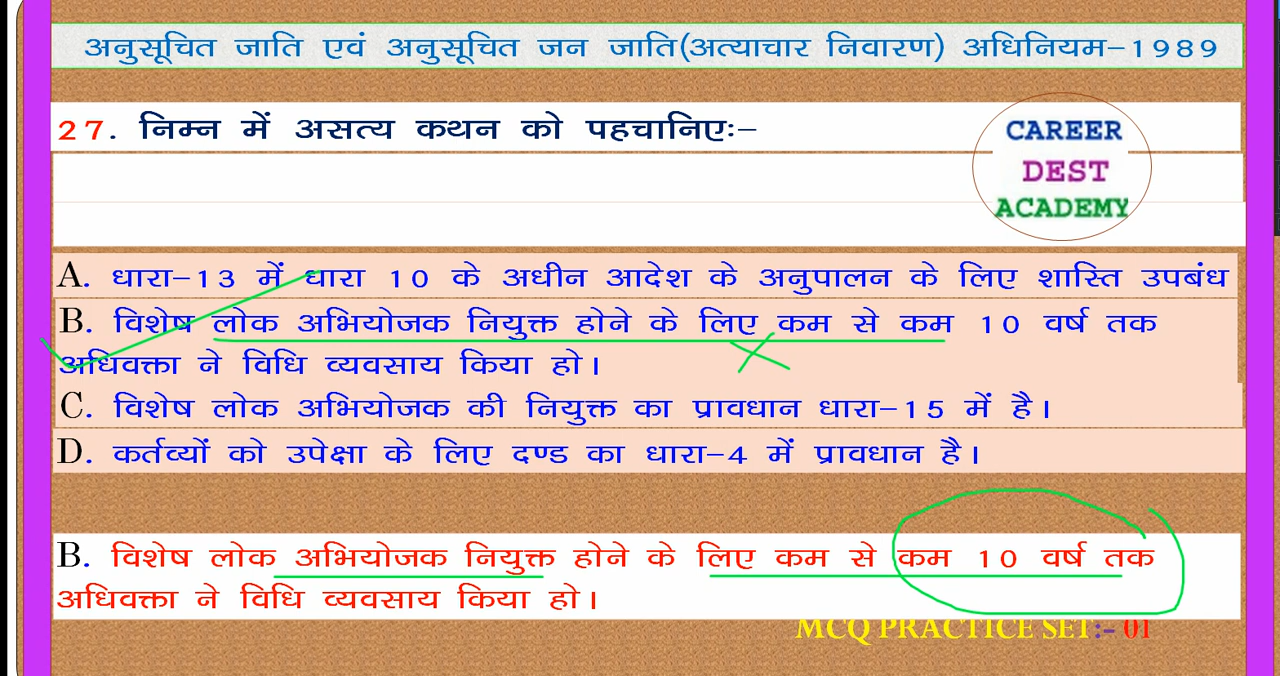 अनुसूचित जाति एवं अनुसूचित जन जाति(अत्याचार निवारण) अधिनियम-1989
27. निम्न में असत्य कथन को पहचानिए:-
CAREER
DEST
ACADEMY
A. धारा-13 में धारा 10 के अधीन आदेश के अनुपालन के लिए शास्ति उपबंध
B. विशेष लोक अभियोजक नियुक्त होने के लिए कम से कम 10 वर्ष तक
अधिवक्ता ने विधि व्यवसाय किया हो।
C. विशेष लोक अभियोजक की नियुक्त का प्रावधान धारा-15 में है।
D. कर्तव्यों को उपेक्षा के लिए दण्ड का धारा-4 में प्रावधान है।
B. विशेष लोक अभियोजक नियुक्त होने के लिए कम से कम 10 वर्ष तक
अधिवक्ता ने विधि व्यवसाय किया हो।
MCQ PRACTICE SET:- 01